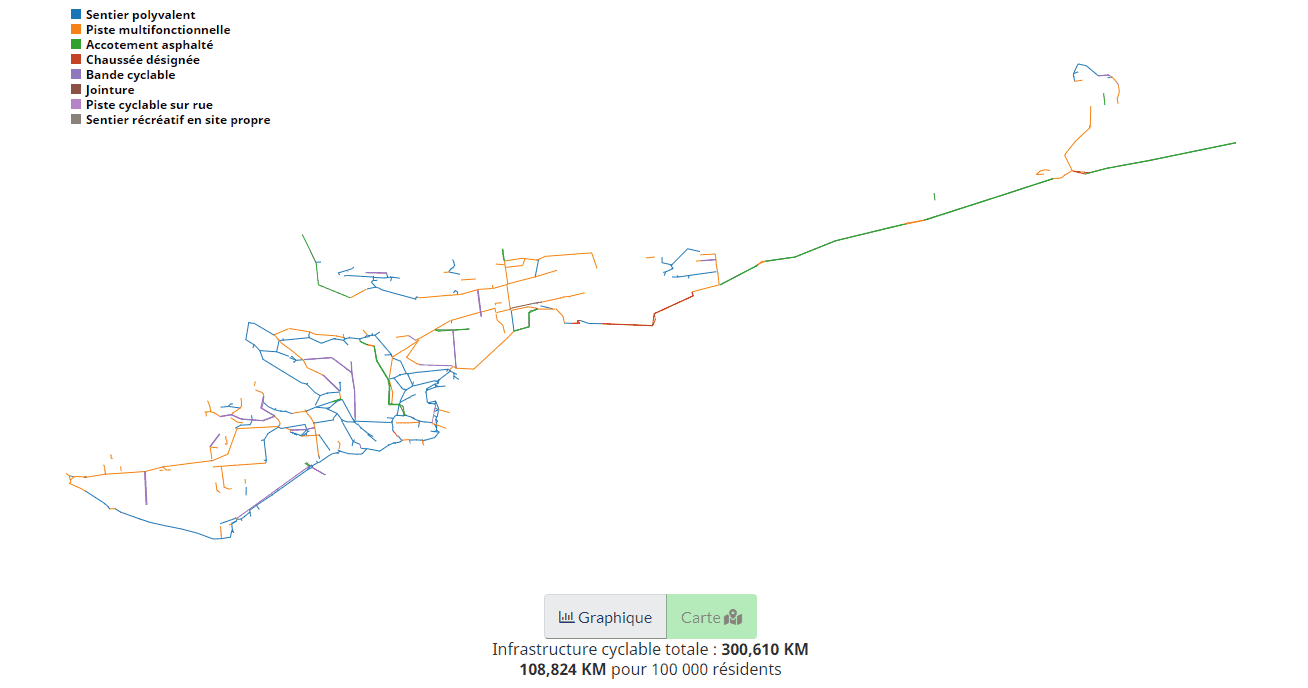 Sentier polyvalent
Piste multifonctionnelle
Accotement asphalté
Chaussée désignée
Bande cyclable
Jointure
Piste cyclable sur rue
Sentier récréatif en site propre
Graphique
Carte
Infrastructure cyclable totale : 300,610 KM
108,824 KM pour 100 000 résidents